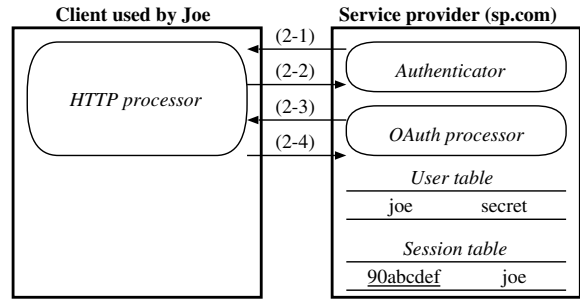 Client used by Joe
Service provider (sp.com)
HTTP processor
(2-1)
(2-2)
(2-3)
(2-4)
Authenticator
OAuth processor
User table
joe secret
Session table
90abcdef joe